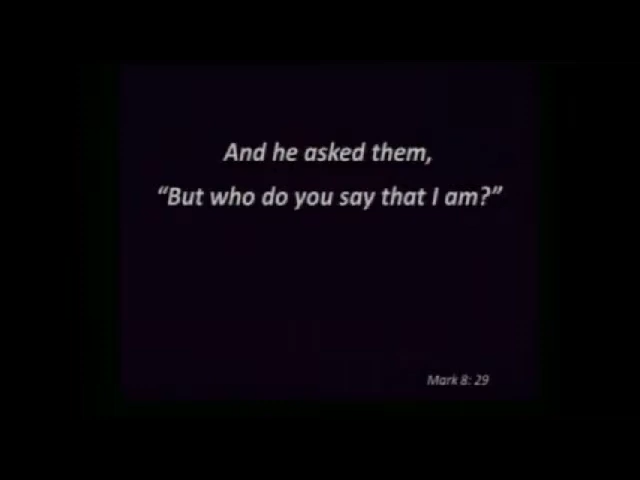 And he asked them,
“But who do you say that I am?”
Mark 8: 29